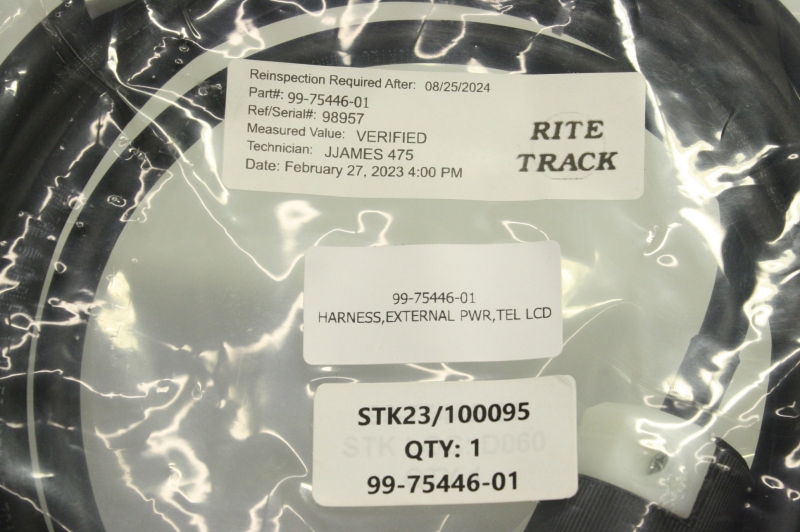 Reinspection Required After: 08/25/2024
Part#: 99-75446-01
Ref/Serial#: 98957
Measured Value: VERIFIED
Technician: JJAMES 475
Date: February 27, 2023 4:00 PM
RITE
TRACK
99-75446-01
HARNESS,EXTERNAL PWR,TEL LCD
STK23/100095
QTY: 1
99-75446-01